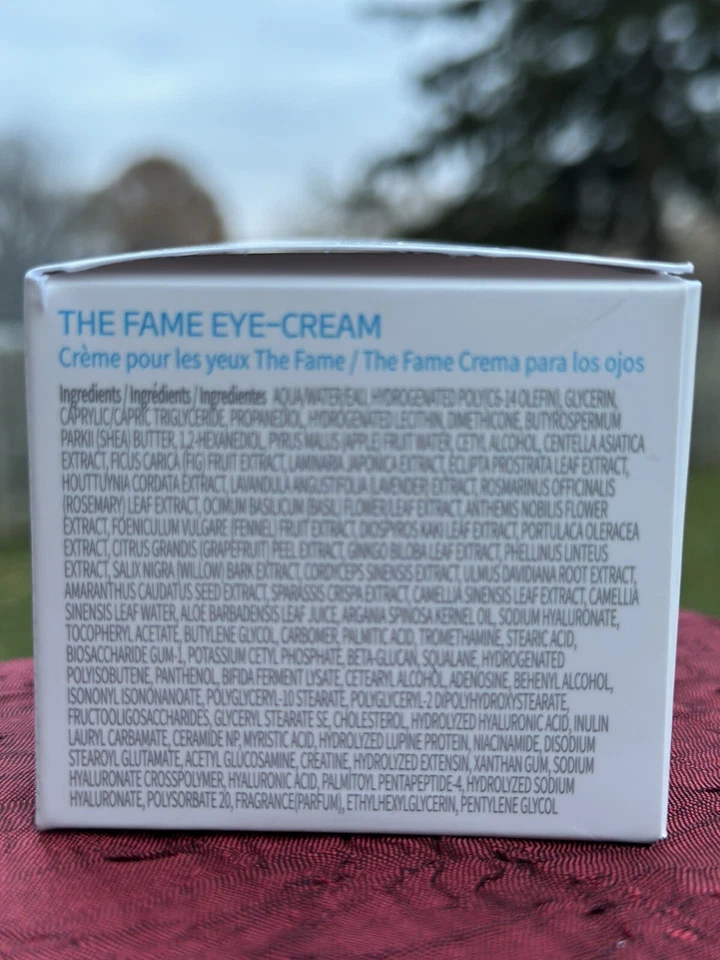 THE FAME EYE-CREAM
Crème pour les yeux The Fame / The Fame Crema para los ojos
Ingredients / Ingrédients / Ingredientes AQUA/WATER/EAU, HYDROGENATED POLY(C6-14 OLEFIN), GLYCERIN,
CAPRYLIC/CAPRIC TRIGLYCERIDE, PROPANEDIOL, HYDROGENATED LECITHIN, DIMETHICONE, BUTYROSPERMUM
PARKII (SHEA) BUTTER, 1,2-HEXANEDIOL, PYRUS MALUS (APPLE) FRUIT WATER, CETYL ALCOHOL, CENTELLA ASIATICA
EXTRACT, FICUS CARICA (FIG) FRUIT EXTRACT, LAMINARIA JAPONICA EXTRACT, ECLIPTA PROSTRATA LEAF EXTRACT,
HOUTTUYNIA CORDATA EXTRACT, LAVANDULA ANGUSTIFOLIA (LAVENDER) EXTRACT, ROSMARINUS OFFICINALIS
(ROSEMARY) LEAF EXTRACT, OCIMUM BASILICUM (BASIL) FLOWER/LEAF EXTRACT, ANTHEMIS NOBILIS FLOWER
EXTRACT, FOENICULUM VULGARE (FENNEL) FRUIT EXTRACT, DIOSPYROS KAKI LEAF EXTRACT, PORTULACA OLERACEA
EXTRACT, CITRUS GRANDIS (GRAPEFRUIT) PEEL EXTRACT, GINKGO BILOBA LEAF EXTRACT, PHELLINUS LINTEUS
EXTRACT, SALIX NIGRA (WILLOW) BARK EXTRACT, CORDYCEPS SINENSIS EXTRACT, ULMUS DAVIDIANA ROOT EXTRACT,
AMARANTHUS CAUDATUS SEED EXTRACT, SPARASSIS CRISPA EXTRACT, CAMELLIA SINENSIS LEAF EXTRACT, CAMELLIA
SINENSIS LEAF WATER, ALOE BARBADENSIS LEAF JUICE, ARGANIA SPINOSA KERNEL OIL, SODIUM HYALURONATE,
TOCOPHERYL ACETATE, BUTYLENE GLYCOL, CARBOMER, PALMITIC ACID, TROMETHAMINE, STEARIC ACID,
BIOSACCHARIDE GUM-1, POTASSIUM CETYL PHOSPHATE, BETA-GLUCAN, SQUALANE, HYDROGENATED
POLYISOBUTENE, PANTHENOL, BIFIDA FERMENT LYSATE, CETEARYL ALCOHOL, ADENOSINE, BEHENYL ALCOHOL,
ISONONYL ISONONANOATE, POLYGLYCERYL-10 STEARATE, POLYGLYCERYL-2 DIPOLYHYDROXYSTEARATE,
FRUCTOOLIGOSACCHARIDES, GLYCERYL STEARATE SE, CHOLESTEROL, HYDROLYZED HYALURONIC ACID, INULIN
LAURYL CARBAMATE, CERAMIDE NP, MYRISTIC ACID, HYDROLYZED LUPINE PROTEIN, NIACINAMIDE, DISODIUM
STEAROYL GLUTAMATE, ACETYL GLUCOSAMINE, CREATINE, HYDROLYZED EXTENSIN, XANTHAN GUM, SODIUM
HYALURONATE CROSSPOLYMER, HYALURONIC ACID, PALMITOYL PENTAPEPTIDE-4, HYDROLYZED SODIUM
HYALURONATE, POLYSORBATE 20, FRAGRANCE(PARFUM), ETHYLHEXYLGLYCERIN, PENTYLENE GLYCOL